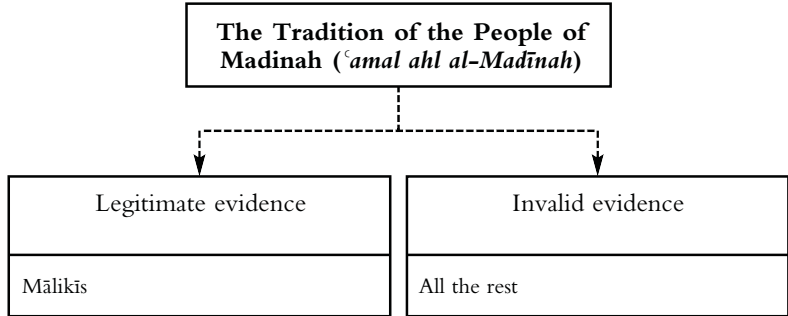 The Tradition of the People of
Madinah (ʿamal ahl al-Madīnah)
Legitimate evidence
Invalid evidence
Mālikīs
All the rest